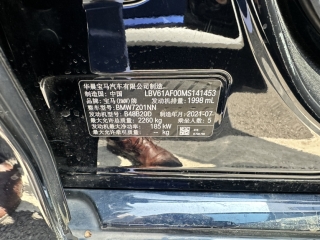 华晨宝马汽车有限公司制造
制造国：中国 LBV61AF00MS141453
品牌：宝马(BMW)牌 发动机排量：1998 mL
整车型号：BMW7201NN
发动机型号：B48B20D 制造年月：2021-07
最大允许总质量：2260 kg 乘坐人数：5
发动机最大净功率：185 kW
kg